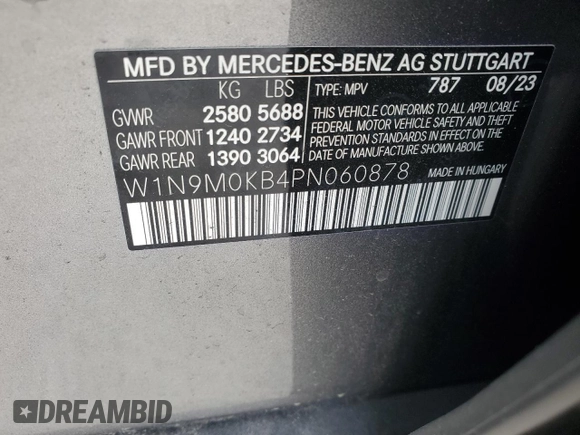 MFD BY MERCEDES-BENZ AG STUTTGART
KG LBS TYPE: MPV 787 08/23
GVWR 2580 5688
GAWR FRONT 1240 2734
GAWR REAR 1390 3064
THIS VEHICLE CONFORMS TO ALL APPLICABLE
FEDERAL MOTOR VEHICLE SAFETY AND THEFT
PREVENTION STANDARDS IN EFFECT ON THE
DATE OF MANUFACTURE SHOWN ABOVE.
W1N9M0KB4PN060878 MADE IN HUNGARY
DREAMBID